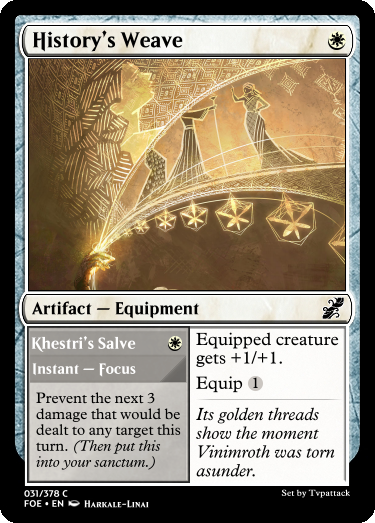 History's Weave
Artifact — Equipment
Khestri's Salve
Instant — Focus
Prevent the next 3
damage that would be
dealt to any target this
turn. (Then put this
into your sanctum.)
Equipped creature
gets +1/+1.
Equip 1
Its golden threads
show the moment
Vinimroth was torn
asunder.
031/378 C
FOE • EN Harkale-Linai
Set by Tvpattack